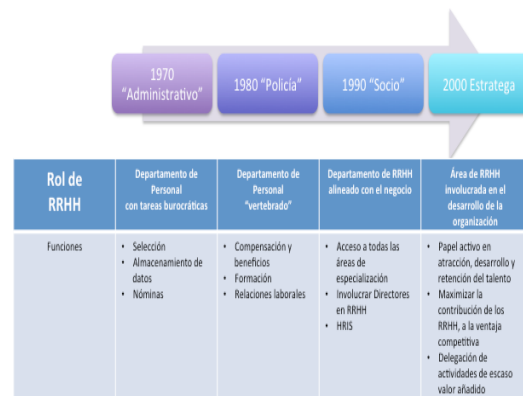 1970
“Administrativo”
1980 “Policía”
1990 “Socio”
2000 Estratega
Rol de
RRHH
Departamento de
Personal
con tareas burocráticas
Departamento de
Personal
“vertebrado”
Departamento de RRHH
alineado con el negocio
Área de RRHH
involucrada en el
desarrollo de la
organización
Funciones
• Selección
• Almacenamiento de
datos
• Nóminas
• Compensación y
beneficios
• Formación
• Relaciones laborales
• Acceso a todas las
áreas de
especialización
• Involucrar Directores
en RRHH
• HRIS
• Papel activo en
atracción, desarrollo y
retención del talento
• Maximizar la
contribución de los
RRHH, a la ventaja
competitiva
• Delegación de
actividades de escaso
valor añadido